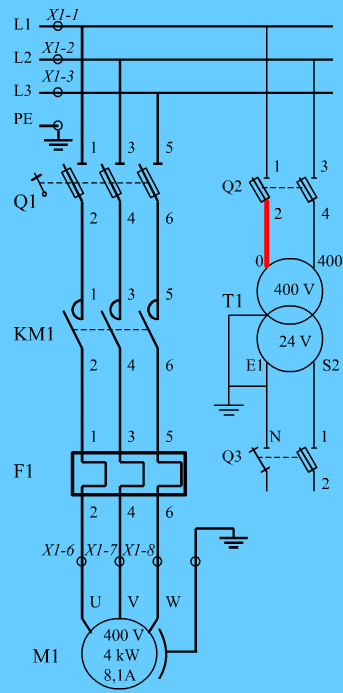 L1 X1-1
L2 X1-2
L3 X1-3
PE
1 3 5 1 3
Q1 Q2
2 4 6 2 4
0 400
400 V
T1
1 3 5
KM1 24 V
2 4 6 E1 S2
1 3 5 N 1
F1 Q3
2 4 6 2
X1-6 X1-7 X1-8
U V W
400 V
M1 4 kW
8,1A